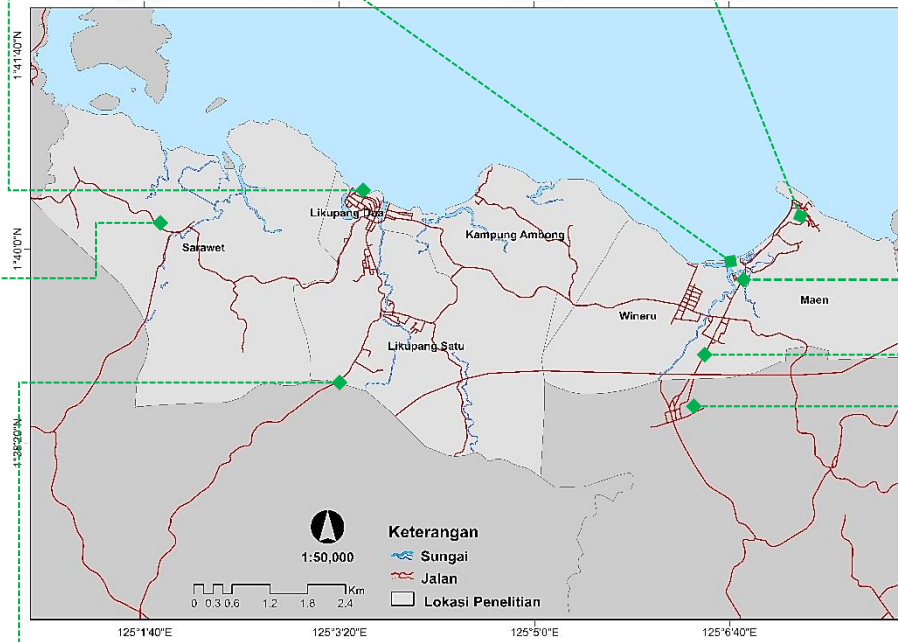 1°41'40"N
1°40'0"N
1°38'20"N
Likupang Dua
Kampung Ambong
Sarawet
Maen
Wineru
Likupang Satu
1:50,000
Km
0 0.3 0.6 1.2 1.8 2.4
Keterangan
Sungai
Jalan
Lokasi Penelitian
125°1'40"E
125°3'20"E
125°5'0"E
125°6'40"E